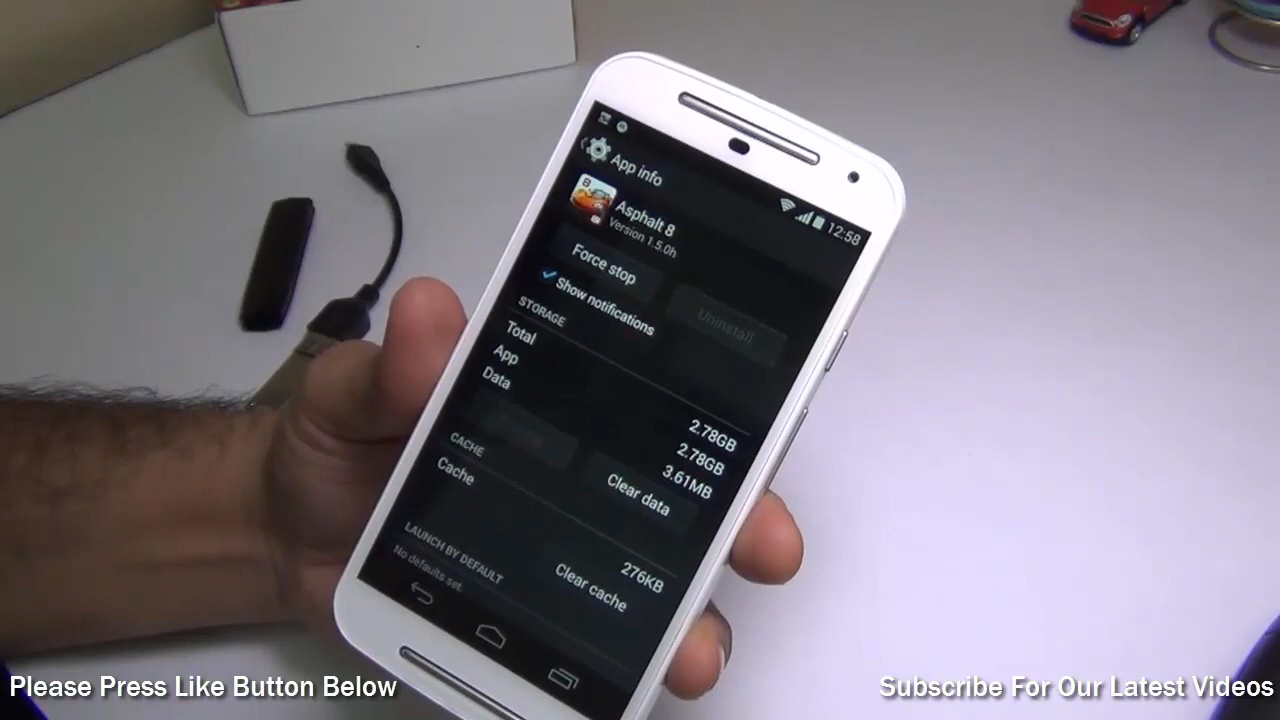 12:58
App info
Asphalt 8
Version 1.5.0h
Force stop
Uninstall
Show notifications
STORAGE
Total
2.78GB
App
2.78GB
Data
3.61MB
Clear data
CACHE
Cache
276KB
Clear cache
LAUNCH BY DEFAULT
No defaults set.
Please Press Like Button Below
Subscribe For Our Latest Videos